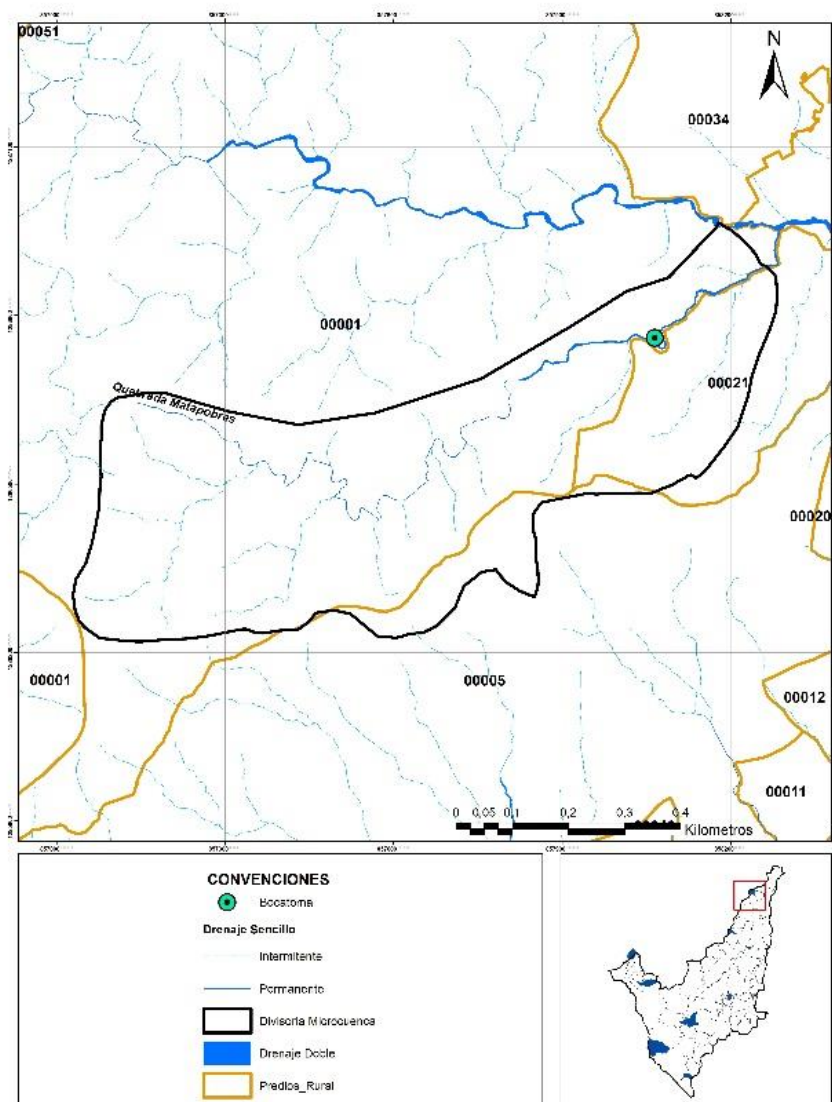 00051
N
00034
00001
Quebrada Matapobres
00021
00020
00001
00005
00012
00011
0 0,05 0,1 0,2 0,3 0,4
Kilometros
CONVENCIONES
Bocatoma
Drenaje Sencillo
Intermitente
Permanente
Divisoria Microcuenca
Drenaje Doble
Predios_Rural